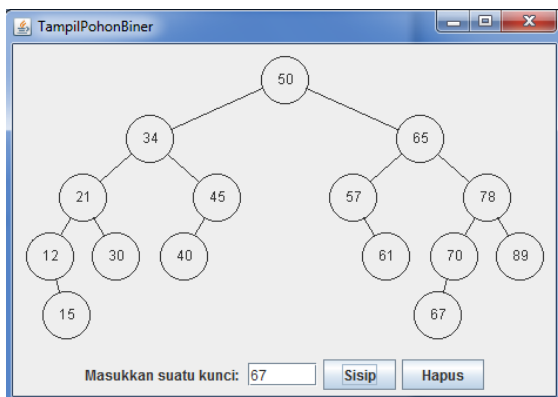 TampilPohonBiner
50
34 65
21 45 57 78
12 30 40 61 70 89
15 67
Masukkan suatu kunci: 67 Sisip Hapus